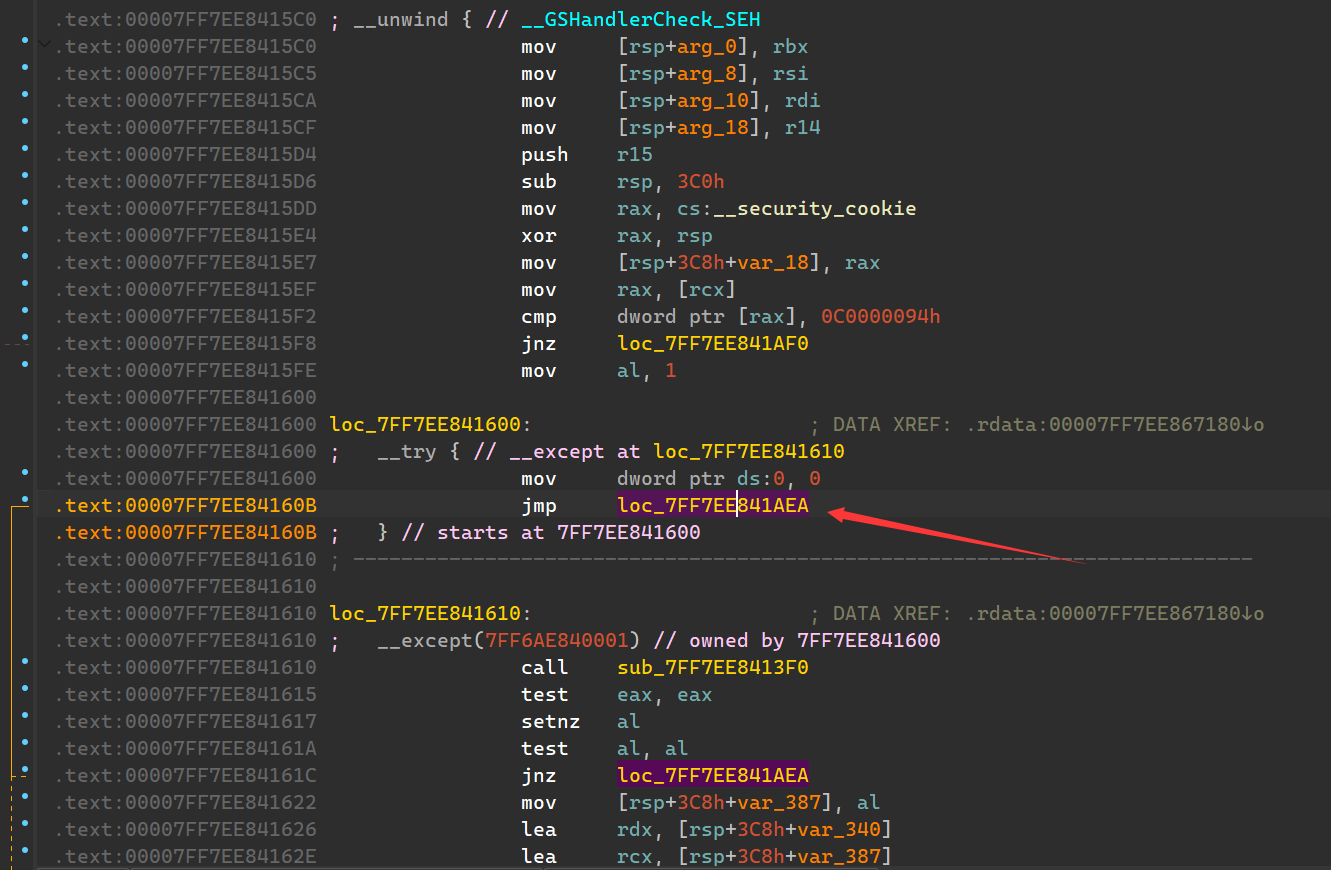 .text:00007FF7EE8415C0 ; __unwind { // __GSHandlerCheck_SEH
.text:00007FF7EE8415C0 mov [rsp+arg_0], rbx
.text:00007FF7EE8415C5 mov [rsp+arg_8], rsi
.text:00007FF7EE8415CA mov [rsp+arg_10], rdi
.text:00007FF7EE8415CF mov [rsp+arg_18], r14
.text:00007FF7EE8415D4 push r15
.text:00007FF7EE8415D6 sub rsp, 3C0h
.text:00007FF7EE8415DD mov rax, cs:__security_cookie
.text:00007FF7EE8415E4 xor rax, rsp
.text:00007FF7EE8415E7 mov [rsp+3C8h+var_18], rax
.text:00007FF7EE8415EF mov rax, [rcx]
.text:00007FF7EE8415F2 cmp dword ptr [rax], 0C0000094h
.text:00007FF7EE8415F8 jnz loc_7FF7EE841AF0
.text:00007FF7EE8415FE mov al, 1
.text:00007FF7EE841600
.text:00007FF7EE841600 loc_7FF7EE841600: ; DATA XREF: .rdata:00007FF7EE867180↓o
.text:00007FF7EE841600 ; __try { // __except at loc_7FF7EE841610
.text:00007FF7EE841600 mov dword ptr ds:0, 0
.text:00007FF7EE84160B jmp loc_7FF7EE841AEA
.text:00007FF7EE84160B ; } // starts at 7FF7EE841600
.text:00007FF7EE841610 ; ---------------------------------------------------------------------------
.text:00007FF7EE841610
.text:00007FF7EE841610 loc_7FF7EE841610: ; DATA XREF: .rdata:00007FF7EE867180↓o
.text:00007FF7EE841610 ; __except(7FF6AE840001) // owned by 7FF7EE841600
.text:00007FF7EE841610 call sub_7FF7EE8413F0
.text:00007FF7EE841615 test eax, eax
.text:00007FF7EE841617 setnz al
.text:00007FF7EE84161A test al, al
.text:00007FF7EE84161C jnz loc_7FF7EE841AEA
.text:00007FF7EE841622 mov [rsp+3C8h+var_387], al
.text:00007FF7EE841626 lea rdx, [rsp+3C8h+var_340]
.text:00007FF7EE84162E lea rcx, [rsp+3C8h+var_387]